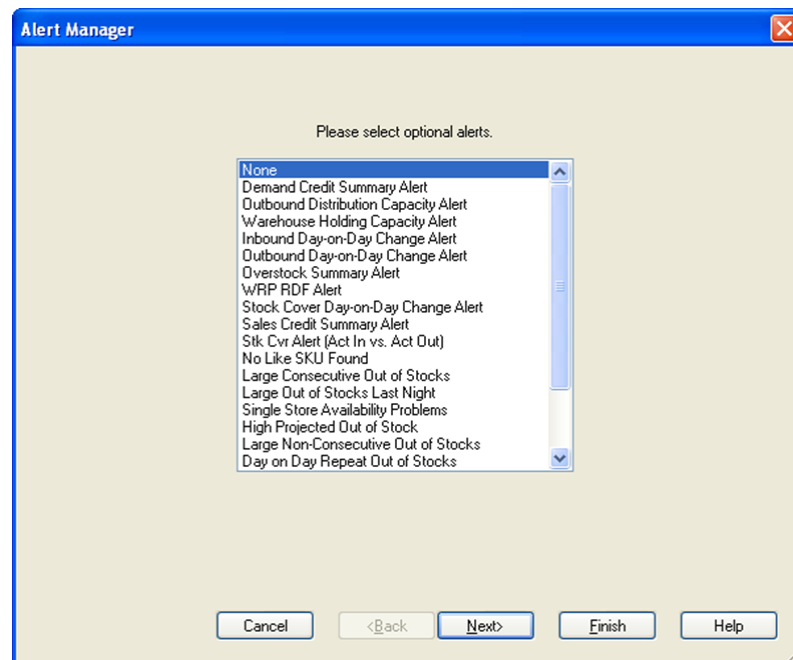 Alert Manager
Please select optional alerts.
None
Demand Credit Summary Alert
Outbound Distribution Capacity Alert
Warehouse Holding Capacity Alert
Inbound Day-on-Day Change Alert
Outbound Day-on-Day Change Alert
Overstock Summary Alert
WRP RDF Alert
Stock Cover Day-on-Day Change Alert
Sales Credit Summary Alert
Stk Cvr Alert (Act In vs. Act Out)
No Like SKU Found
Large Consecutive Out of Stocks
Large Out of Stocks Last Night
Single Store Availability Problems
High Projected Out of Stock
Large Non-Consecutive Out of Stocks
Day on Day Repeat Out of Stocks
Cancel <Back Next> Finish Help